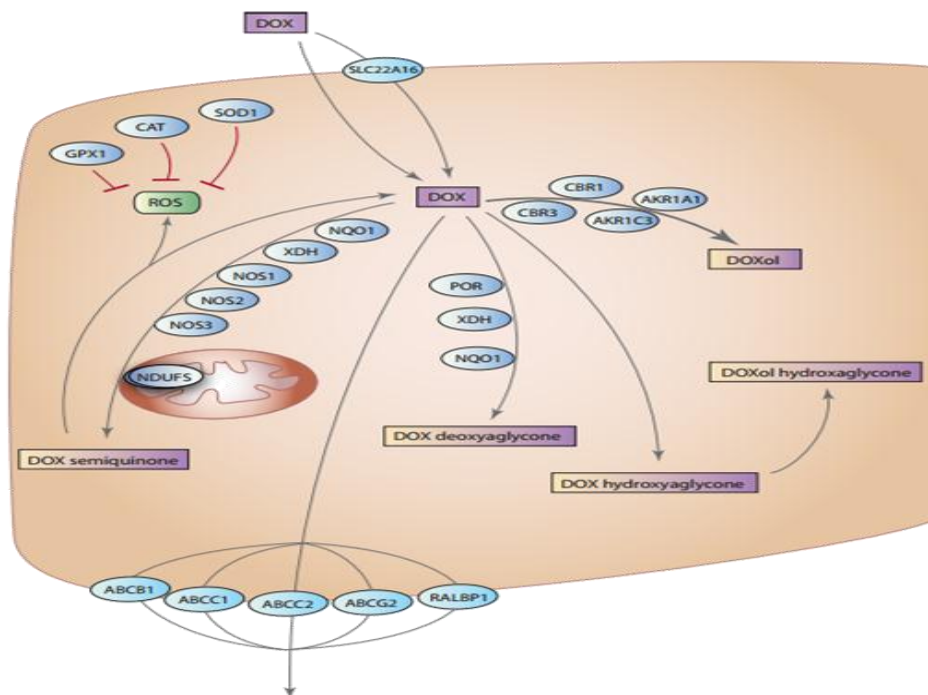 DOX
SLC22A16
SOD1
CAT
GPX1
ROS
DOX
CBR1
AKR1A1
CBR3
AKR1C3
DOXol
NQO1
XDH
NOS1
NOS2
NOS3
NDUFS
POR
XDH
NQO1
DOXol hydroxaglycone
DOX semiquinone
DOX deoxyaglycone
DOX hydroxyaglycone
ABCB1
ABCC1
ABCC2
ABCG2
RALBP1